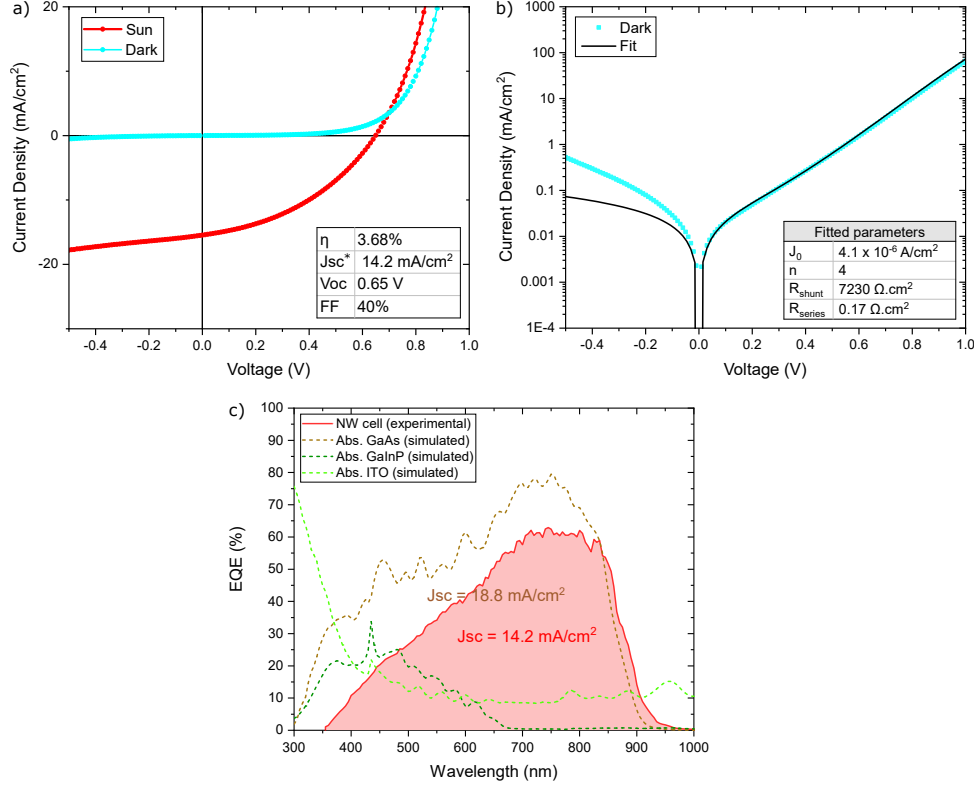 a)
Current Density (mA/cm²)
20
0
-20
Sun
Dark
η 3.68%
Jsc* 14.2 mA/cm²
Voc 0.65 V
FF 40%
-0.4 -0.2 0.0 0.2 0.4 0.6 0.8 1.0
Voltage (V)
b)
Current Density (mA/cm²)
1000
100
10
1
0.1
0.01
0.001
1E-4
Dark
Fit
Fitted parameters
J₀ 4.1 x 10⁻⁶ A/cm²
n 4
Rshunt 7230 Ω.cm²
Rseries 0.17 Ω.cm²
-0.4 -0.2 0.0 0.2 0.4 0.6 0.8 1.0
Voltage (V)
c)
EQE (%)
100
90
80
70
60
50
40
30
20
10
0
NW cell (experimental)
Abs. GaAs (simulated)
Abs. GaInP (simulated)
Abs. ITO (simulated)
Jsc = 18.8 mA/cm²
Jsc = 14.2 mA/cm²
300 400 500 600 700 800 900 1000
Wavelength (nm)